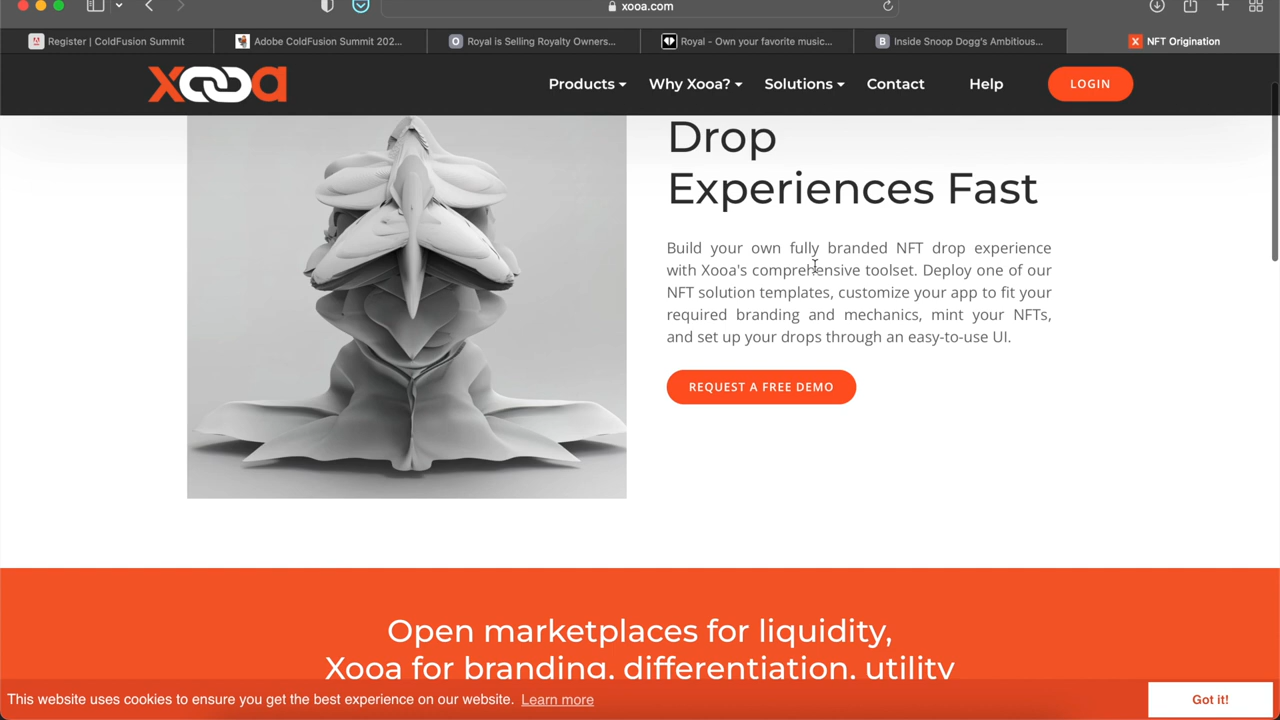 xooa.com
Register | ColdFusion Summit
Adobe ColdFusion Summit 202...
Royal is Selling Royalty Owners...
Royal - Own your favorite music...
Inside Snoop Dogg's Ambitious...
NFT Origination
xooa
Products
Why Xooa?
Solutions
Contact
Help
LOGIN
Drop
Experiences Fast
Build your own fully branded NFT drop experience
with Xooa's comprehensive toolset. Deploy one of our
NFT solution templates, customize your app to fit your
required branding and mechanics, mint your NFTs,
and set up your drops through an easy-to-use UI.
REQUEST A FREE DEMO
Open marketplaces for liquidity,
Xooa for branding, differentiation, utility
This website uses cookies to ensure you get the best experience on our website. Learn more
Got it!